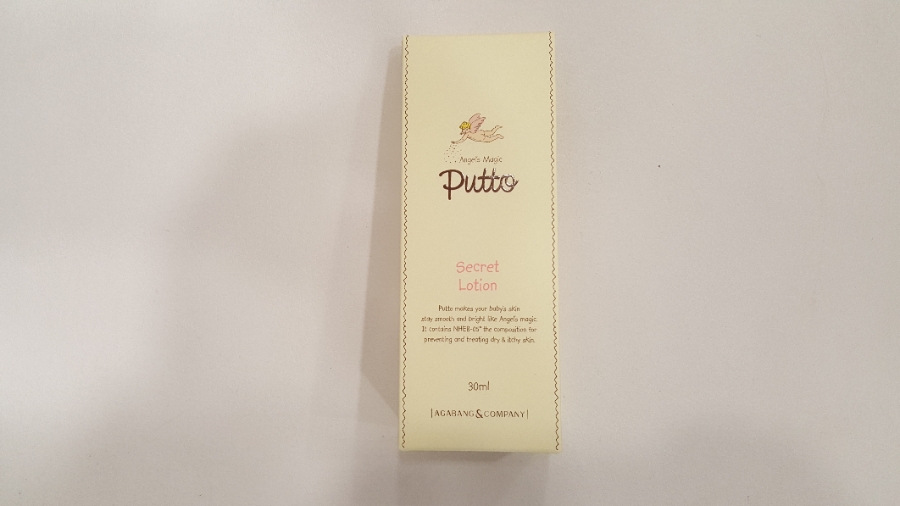 Angel's Magic
Putto
Secret
Lotion
Putto makes your baby's skin
stay smooth and bright like Angel's magic.
It contains NHEB-05™ the composition for
preventing and treating dry & itchy skin.
30ml
|AGABANG&COMPANY|